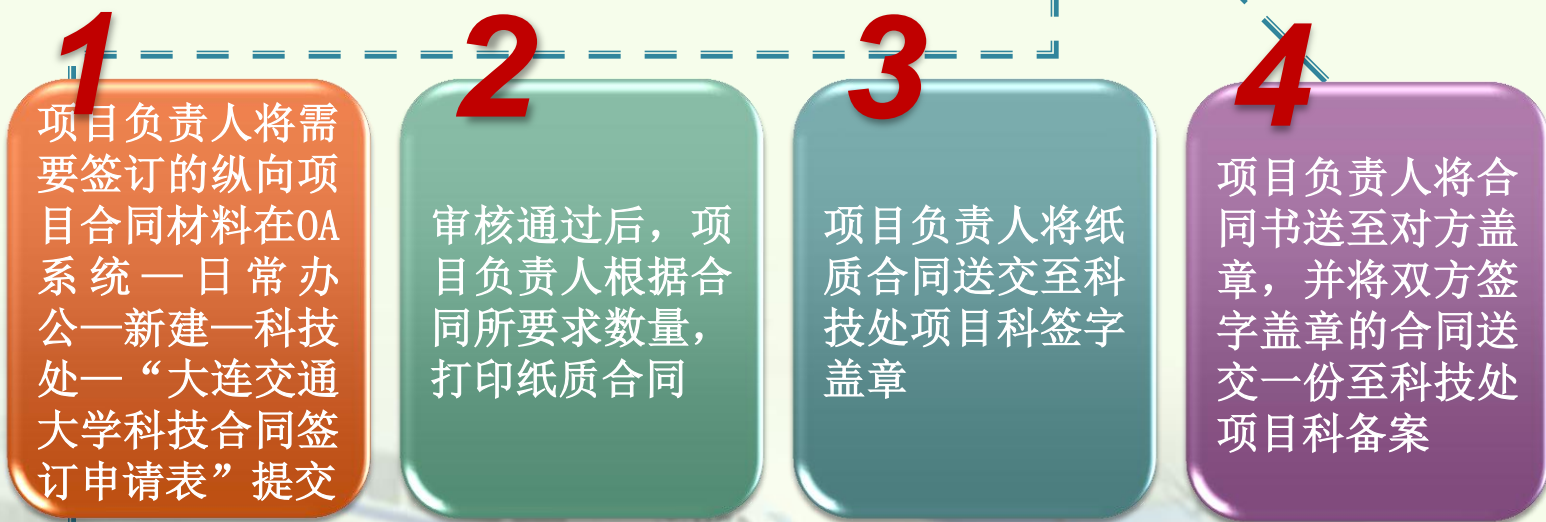 1
项目负责人将需
要签订的纵向项
目合同材料在OA
系统—日常办
公—新建—科技
处—“大连交通
大学科技合同签
订申请表”提交
2
审核通过后，项
目负责人根据合
同所要求数量，
打印纸质合同
3
项目负责人将纸
质合同送交至科
技处项目科签字
盖章
4
项目负责人将合
同书送至对方盖
章，并将双方签
字盖章的合同送
交一份至科技处
项目科备案